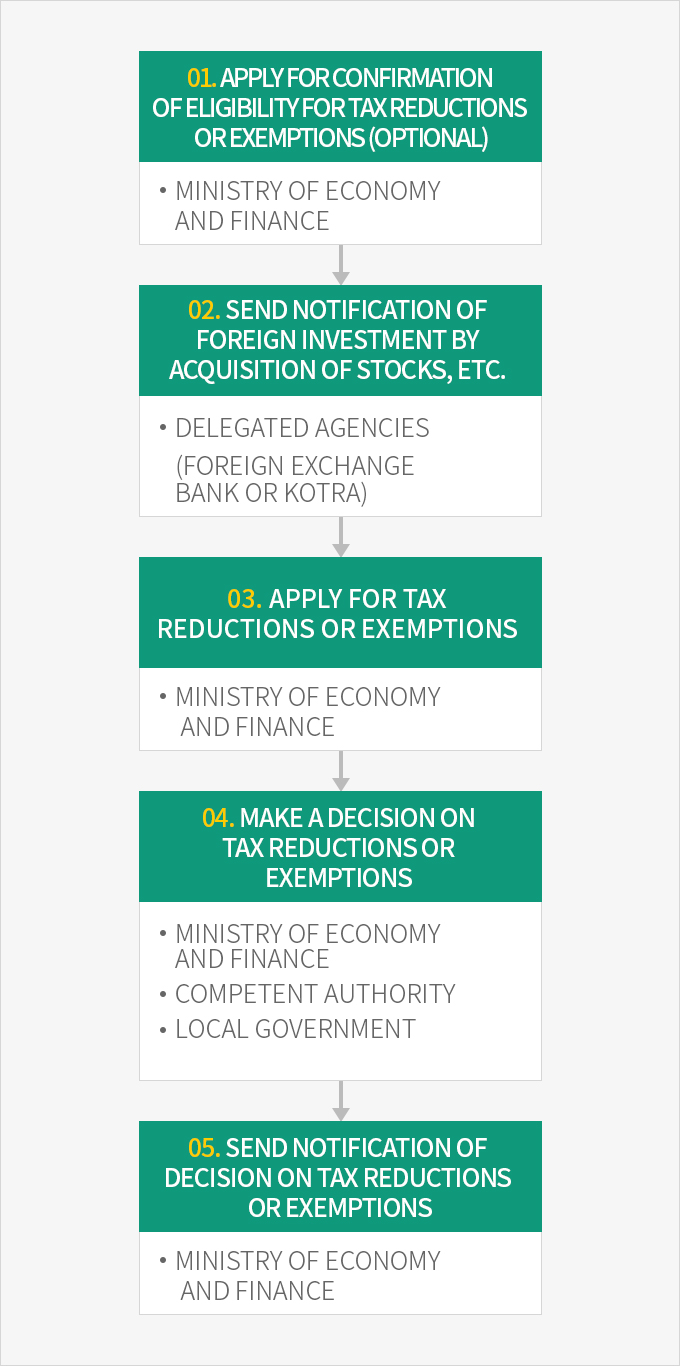 01. APPLY FOR CONFIRMATION
OF ELIGIBILITY FOR TAX REDUCTIONS
OR EXEMPTIONS (OPTIONAL)
• MINISTRY OF ECONOMY
AND FINANCE
02. SEND NOTIFICATION OF
FOREIGN INVESTMENT BY
ACQUISITION OF STOCKS, ETC.
• DELEGATED AGENCIES
(FOREIGN EXCHANGE
BANK OR KOTRA)
03. APPLY FOR TAX
REDUCTIONS OR EXEMPTIONS
• MINISTRY OF ECONOMY
AND FINANCE
04. MAKE A DECISION ON
TAX REDUCTIONS OR
EXEMPTIONS
• MINISTRY OF ECONOMY
AND FINANCE
• COMPETENT AUTHORITY
• LOCAL GOVERNMENT
05. SEND NOTIFICATION OF
DECISION ON TAX REDUCTIONS
OR EXEMPTIONS
• MINISTRY OF ECONOMY
AND FINANCE